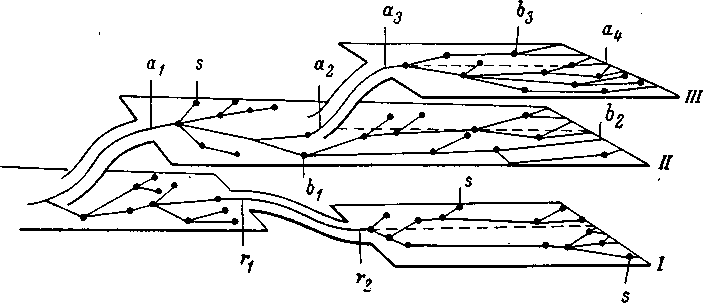 a3 b3 a4
a1 s a2
III
b2
II
b1 s
r1 r2 I
s